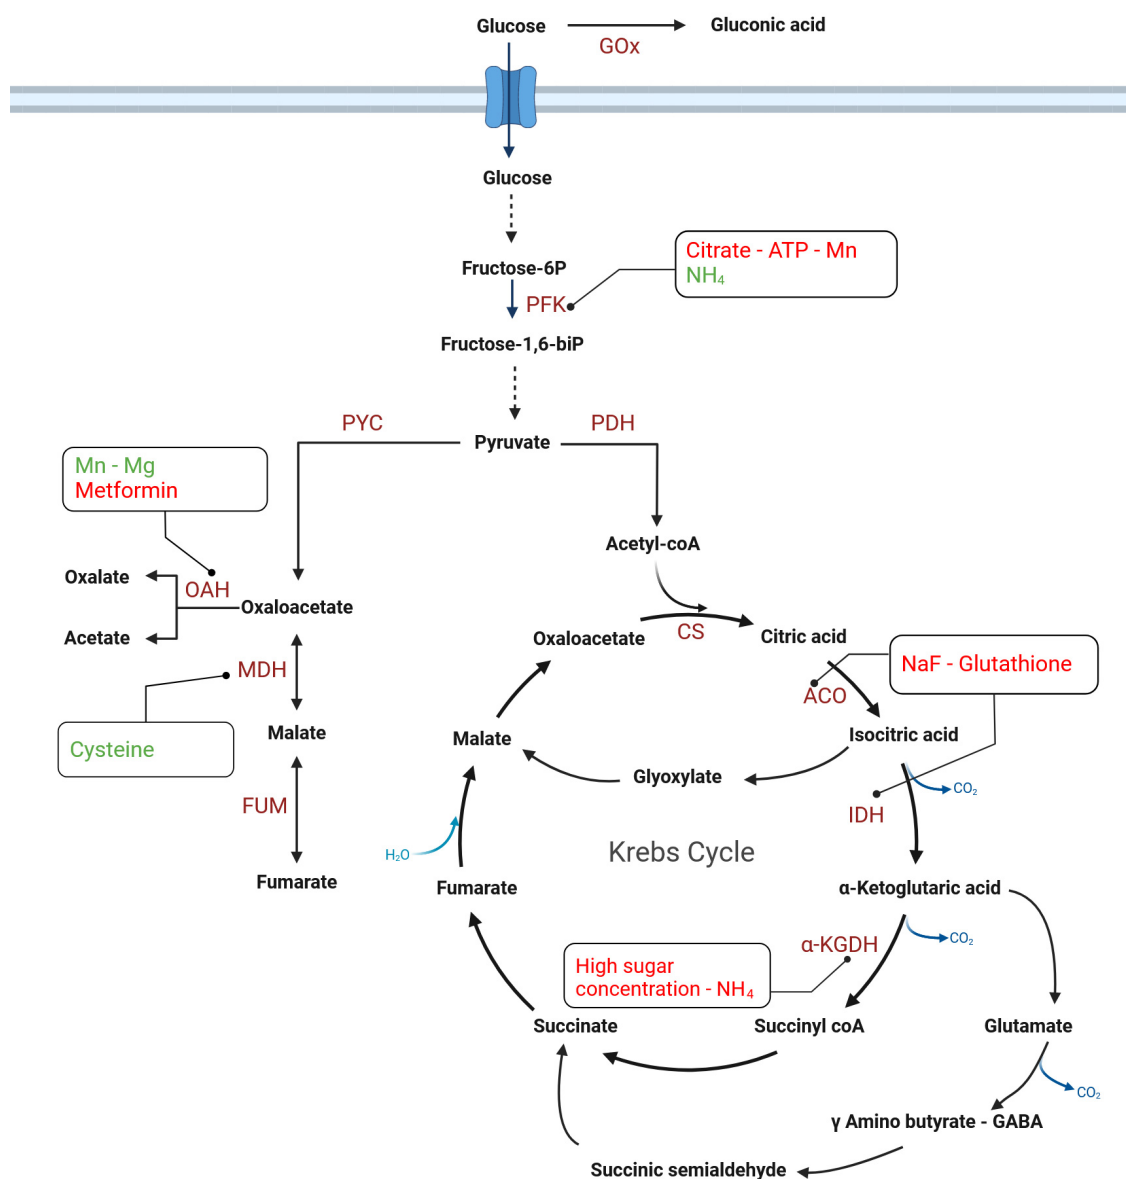 Glucose
GOx
Gluconic acid
Glucose
Fructose-6P
Citrate - ATP - Mn
NH₄
PFK
Fructose-1,6-biP
PYC
Pyruvate
PDH
Mn - Mg
Metformin
Acetyl-coA
Oxalate
OAH
Oxaloacetate
Acetate
Oxaloacetate
CS
Citric acid
MDH
ACO
NaF - Glutathione
Cysteine
Malate
Malate
Isocitric acid
Glyoxylate
CO₂
FUM
IDH
H₂O
Krebs Cycle
Fumarate
Fumarate
α-Ketoglutaric acid
α-KGDH
CO₂
High sugar
concentration - NH₄
Succinate
Succinyl coA
Glutamate
CO₂
γ Amino butyrate - GABA
Succinic semialdehyde